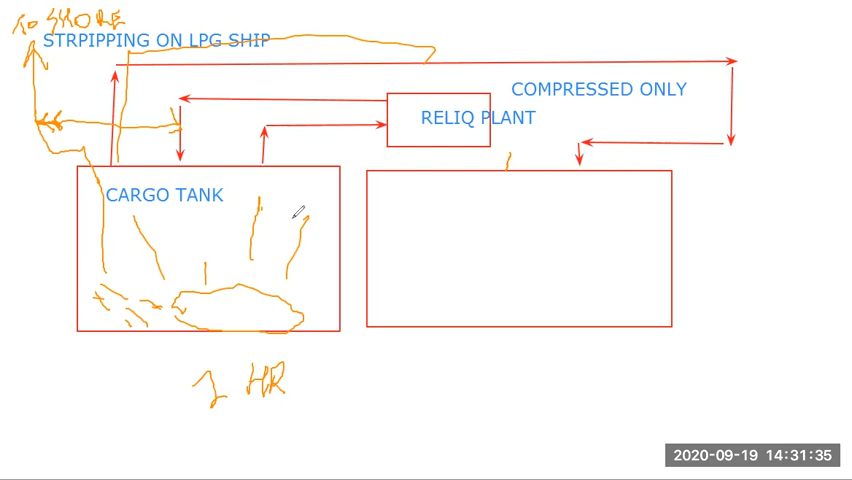 TO SHORE
STRPIPPING ON LPG SHIP
COMPRESSED ONLY
RELIQ PLANT
CARGO TANK
1 HR
2020-09-19 14:31:35